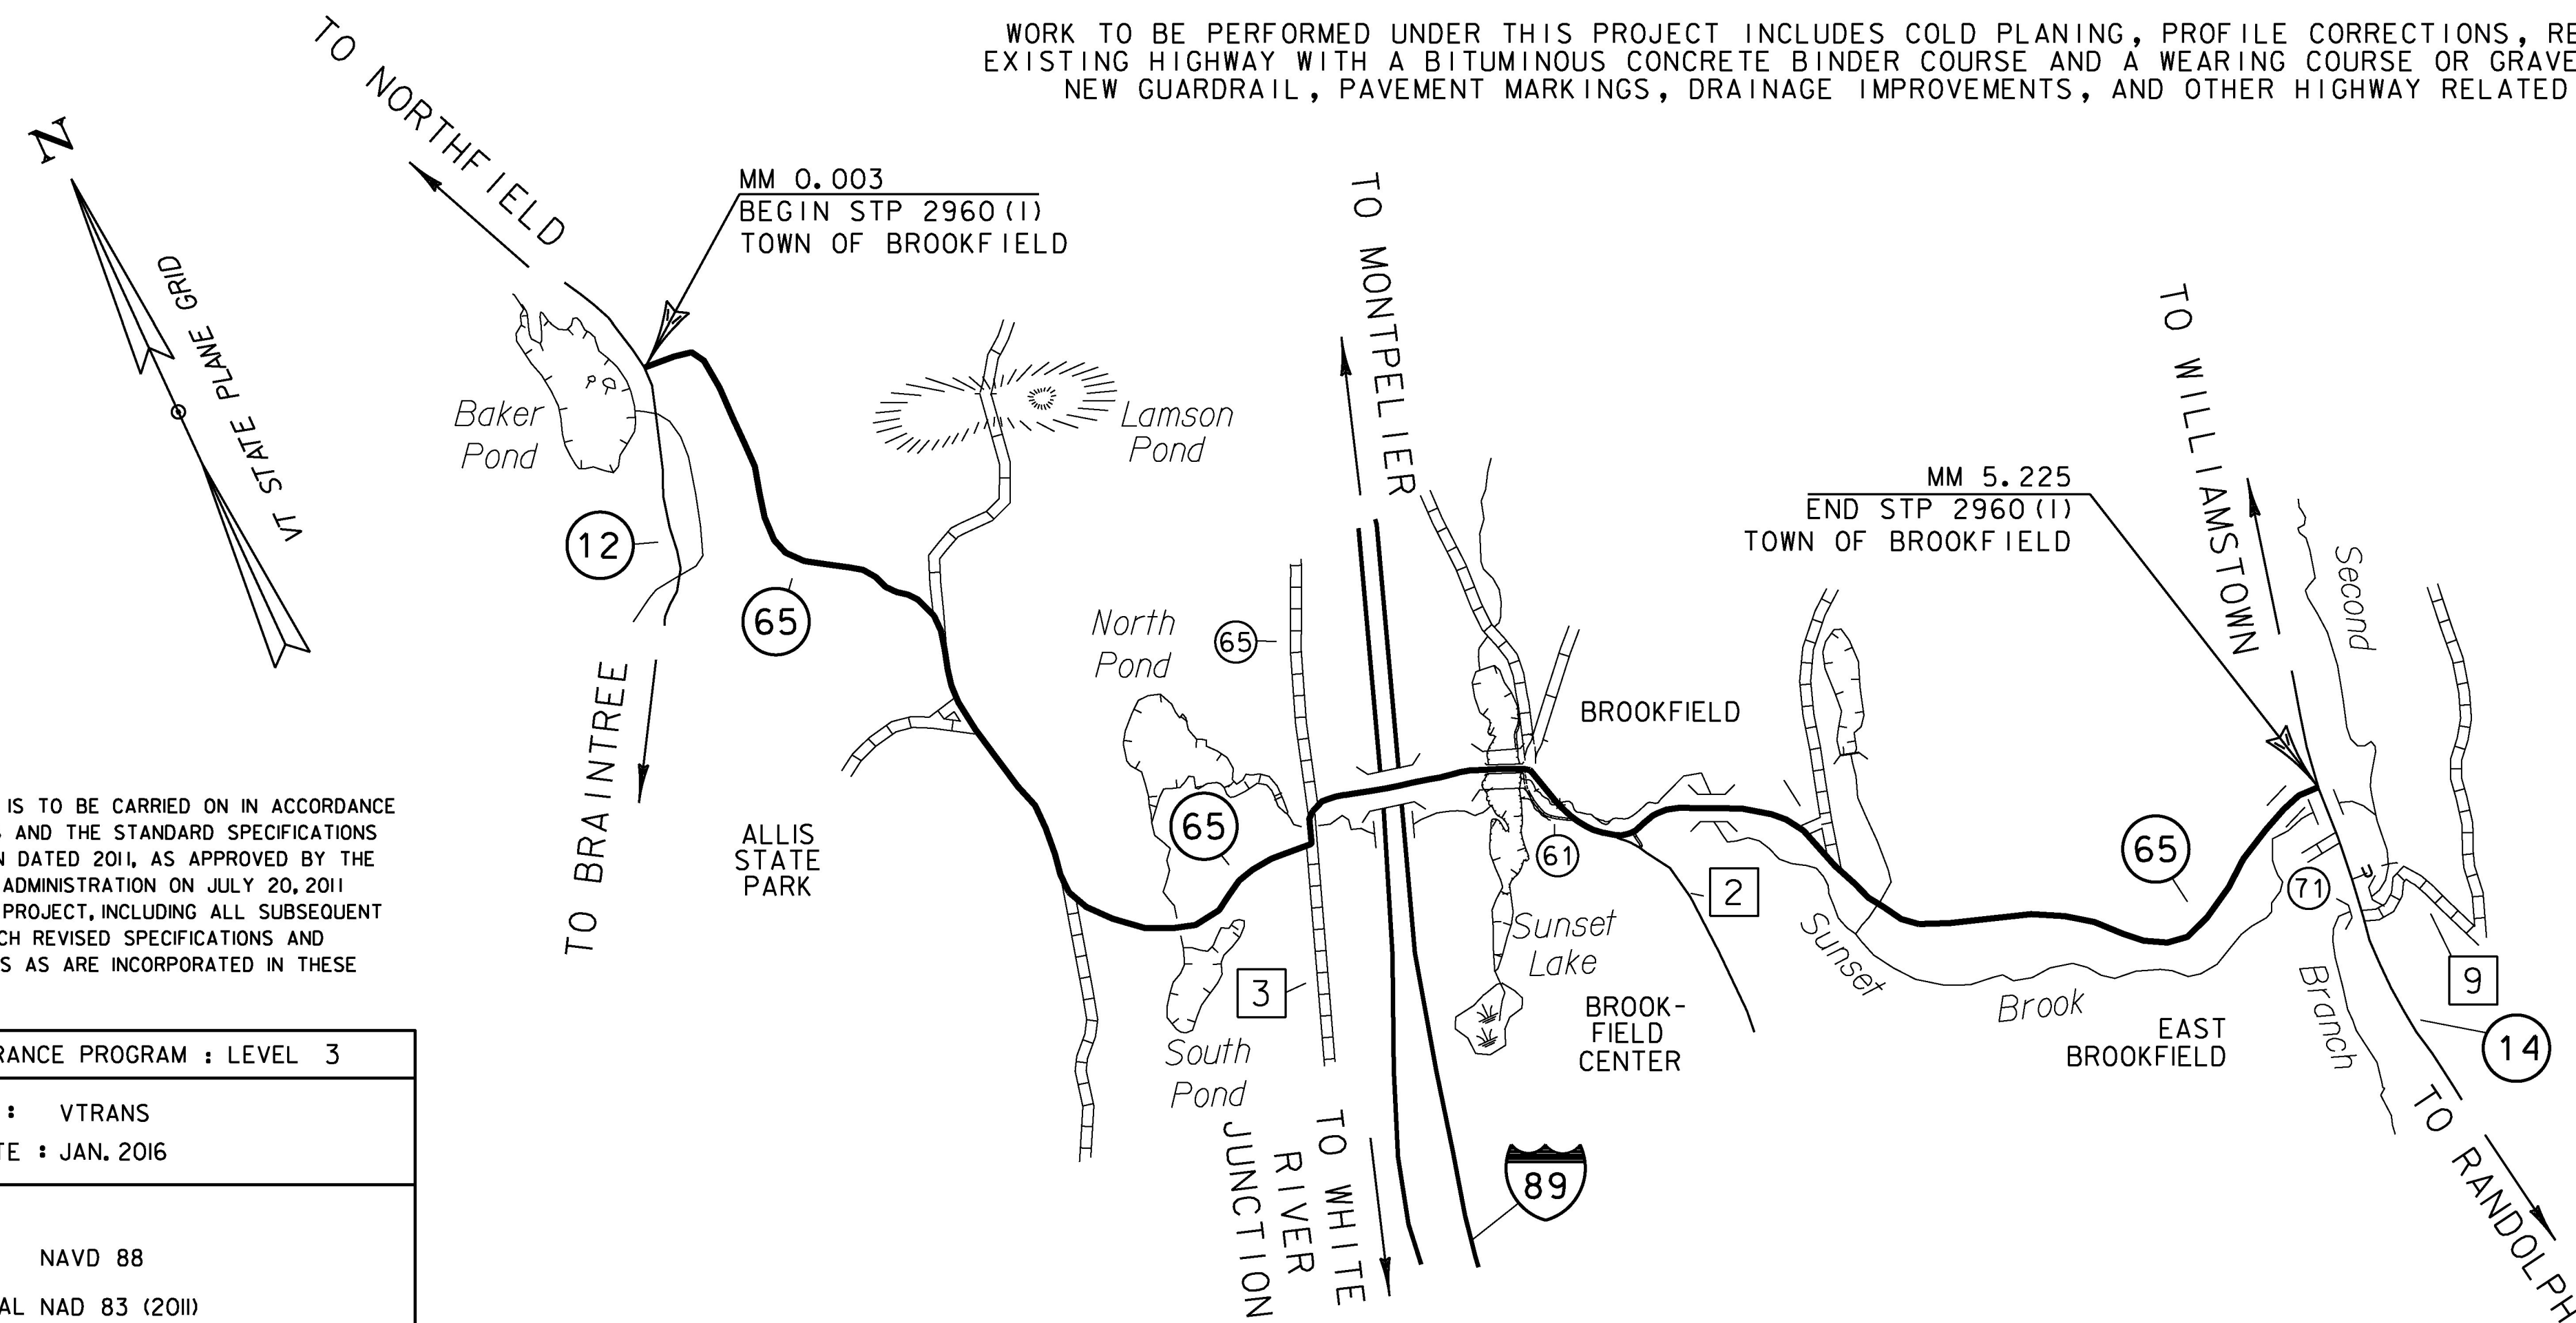 WORK TO BE PERFORMED UNDER THIS PROJECT INCLUDES COLD PLANING, PROFILE CORRECTIONS, RE
EXISTING HIGHWAY WITH A BITUMINOUS CONCRETE BINDER COURSE AND A WEARING COURSE OR GRAVE
NEW GUARDRAIL, PAVEMENT MARKINGS, DRAINAGE IMPROVEMENTS, AND OTHER HIGHWAY RELATED
N
VT STATE PLANE GRID
TO NORTHFIELD
MM 0.003
BEGIN STP 2960(1)
TOWN OF BROOKFIELD
TO MONTPELIER
TO WILLIAMSTOWN
Baker
Pond
Lamson
Pond
MM 5.225
END STP 2960(1)
TOWN OF BROOKFIELD
12
65
North
Pond
65
Second
BROOKFIELD
TO BRAINTREE
ALLIS
STATE
PARK
65
61
2
65
71
Sunset
Lake
Sunset
Brook
Branch
3
9
BROOK-
FIELD
CENTER
EAST
BROOKFIELD
14
South
Pond
TO WHITE
RIVER
JUNCTION
89
TO RANDOLPH
IS TO BE CARRIED ON IN ACCORDANCE
AND THE STANDARD SPECIFICATIONS
N DATED 2011, AS APPROVED BY THE
ADMINISTRATION ON JULY 20, 2011
PROJECT, INCLUDING ALL SUBSEQUENT
CH REVISED SPECIFICATIONS AND
S AS ARE INCORPORATED IN THESE
RANCE PROGRAM : LEVEL 3
: VTRANS
TE : JAN. 2016
NAVD 88
AL NAD 83 (2011)